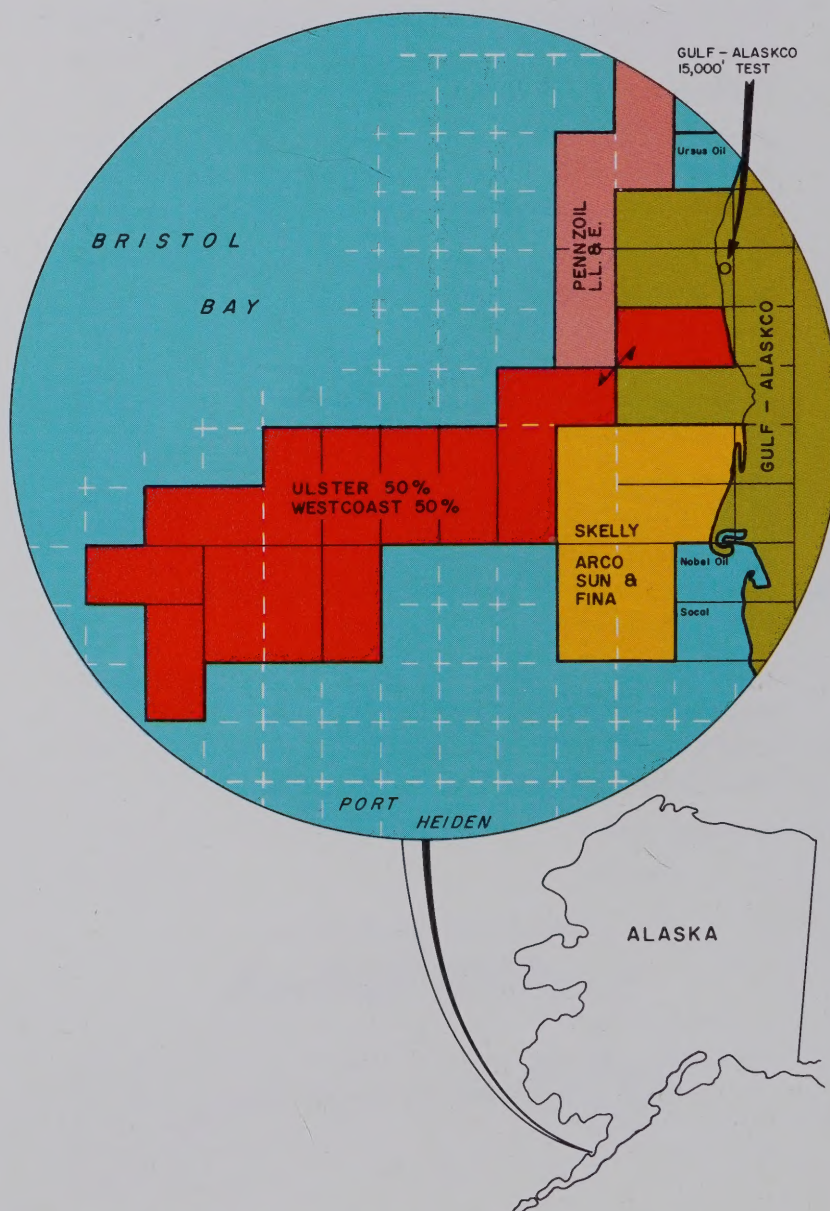 GULF - ALASKCO
15,000' TEST
Ursus Oil
BRISTOL
BAY
PENNZOIL
L.L. & E.
GULF - ALASKCO
ULSTER 50%
WESTCOAST 50%
SKELLY
ARCO
SUN &
FINA
Nobel Oil
Socal
PORT
HEIDEN
ALASKA